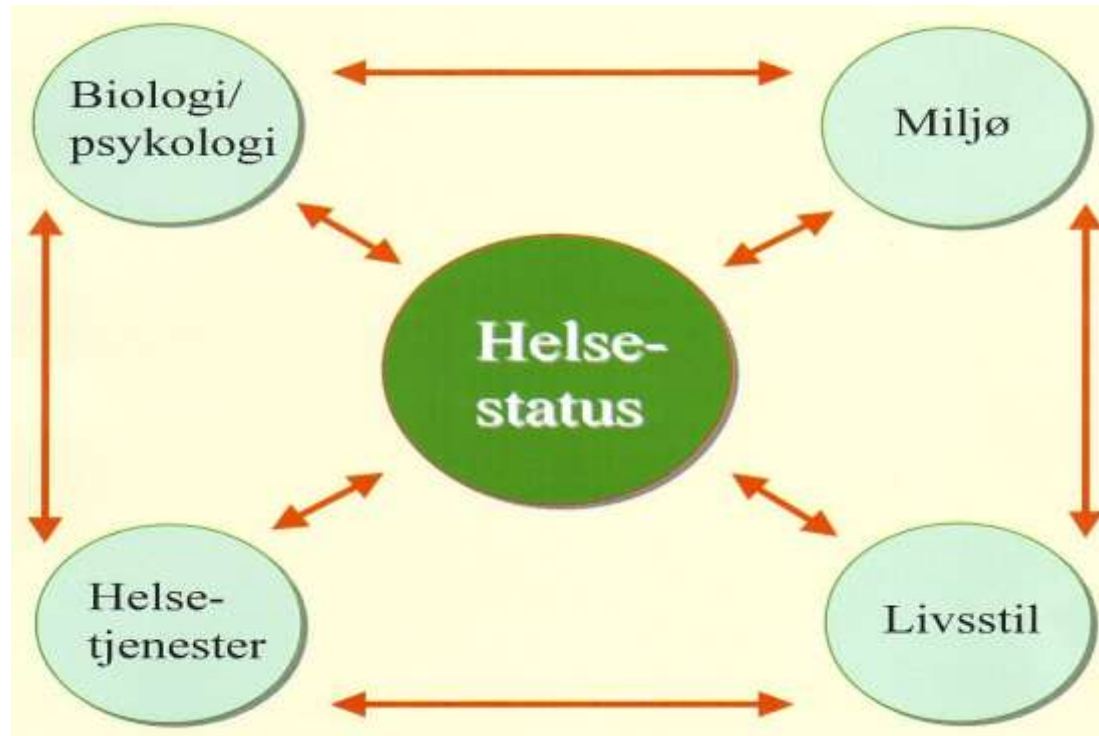 Biologi/
psykologi
Miljø
Helse-
status
Helse-
tjenester
Livsstil